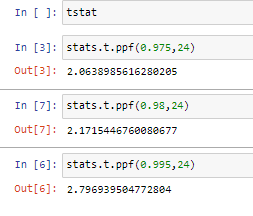 In [ ]: tstat
In [3]: stats.t.ppf(0.975,24)
Out[3]: 2.0638985616280205
In [7]: stats.t.ppf(0.98,24)
Out[7]: 2.1715446760080677
In [6]: stats.t.ppf(0.995,24)
Out[6]: 2.796939504772804